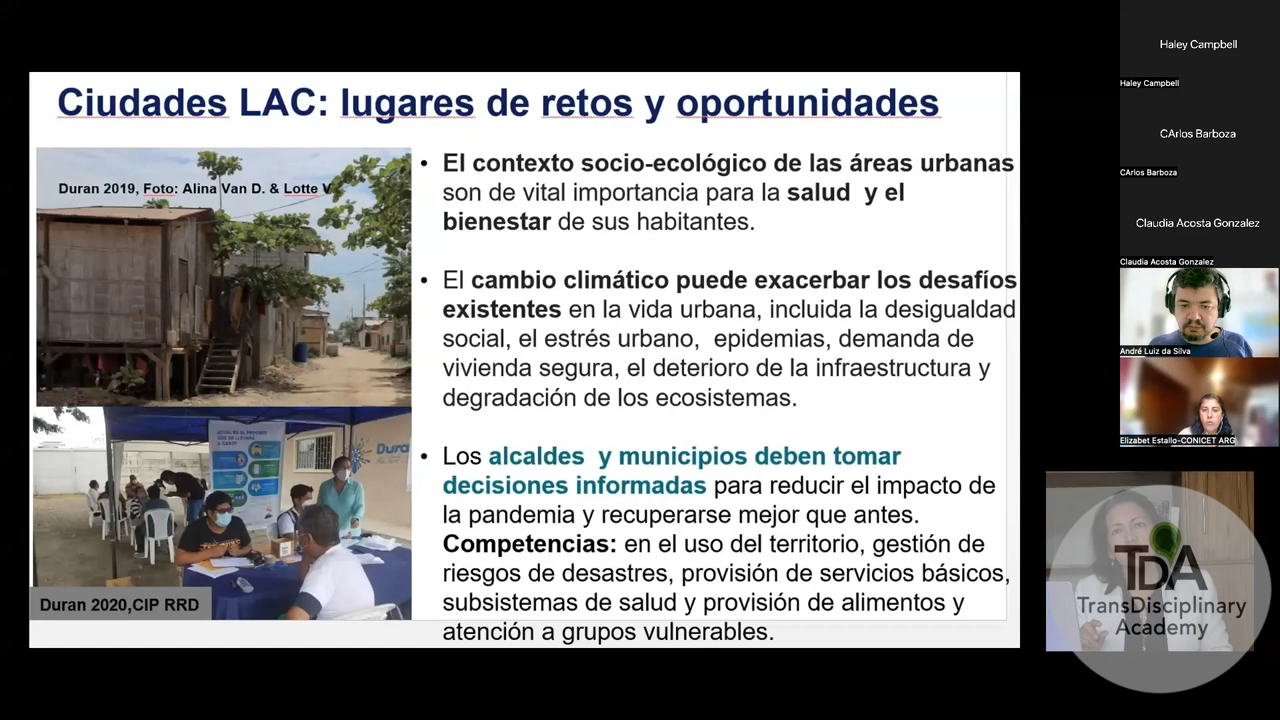 Ciudades LAC: lugares de retos y oportunidades
Duran 2019, Foto: Alina Van D. & Lotte V.
Duran 2020,CIP RRD
• El contexto socio-ecológico de las áreas urbanas
son de vital importancia para la salud y el
bienestar de sus habitantes.
• El cambio climático puede exacerbar los desafíos
existentes en la vida urbana, incluida la desigualdad
social, el estrés urbano, epidemias, demanda de
vivienda segura, el deterioro de la infraestructura y
degradación de los ecosistemas.
• Los alcaldes y municipios deben tomar
decisiones informadas para reducir el impacto de
la pandemia y recuperarse mejor que antes.
Competencias: en el uso del territorio, gestión de
riesgos de desastres, provisión de servicios básicos,
subsistemas de salud y provisión de alimentos y
atención a grupos vulnerables.
Haley Campbell
Haley Campbell
CArlos Barboza
CArlos Barboza
Claudia Acosta Gonzalez
Claudia Acosta Gonzalez
André Luiz da Silva
Elizabet Estallo-CONICET ARG
TDA
TransDisciplinary
Academy